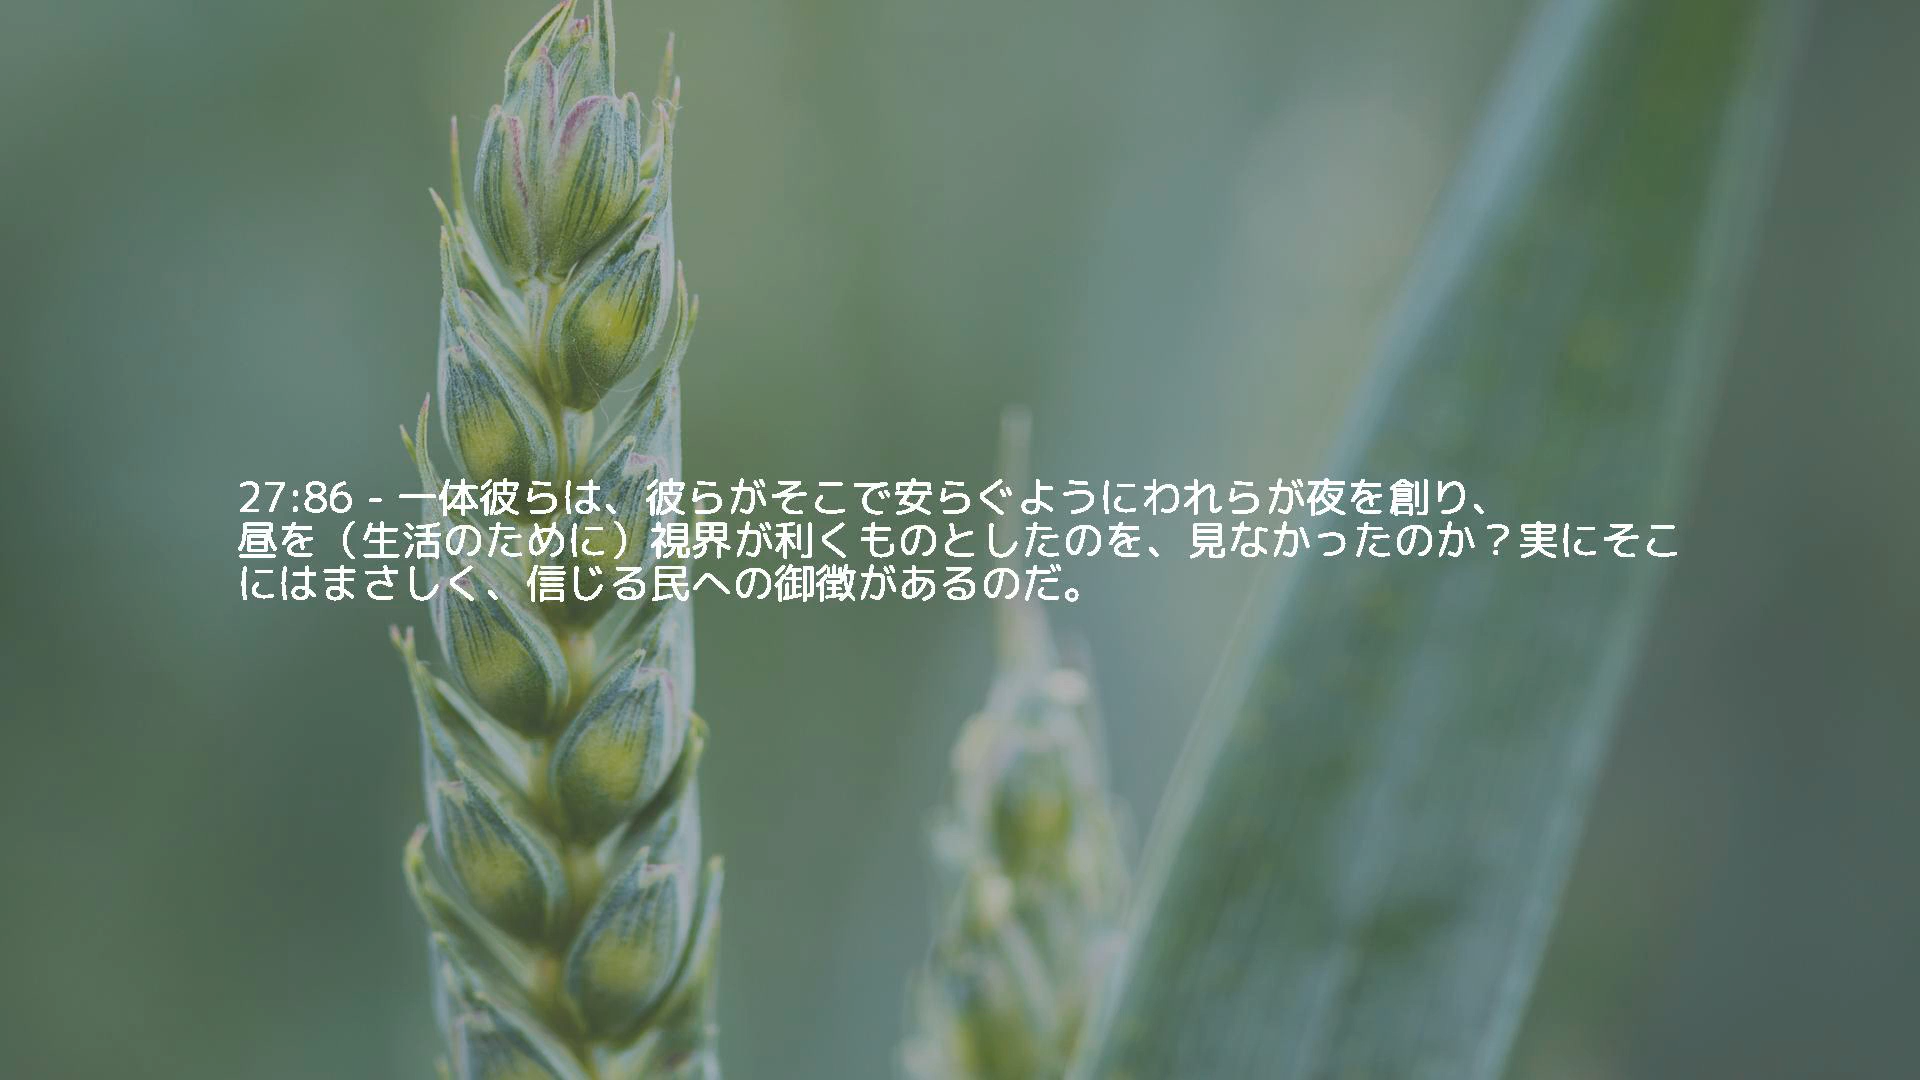 27:86 - 一体彼らは、彼らがそこで安らぐようにわれらが夜を創り、
昼を（生活のために）視界が利くものとしたのを、見なかったのか？実にそこ
にはまさしく、信じる民への御徴があるのだ。